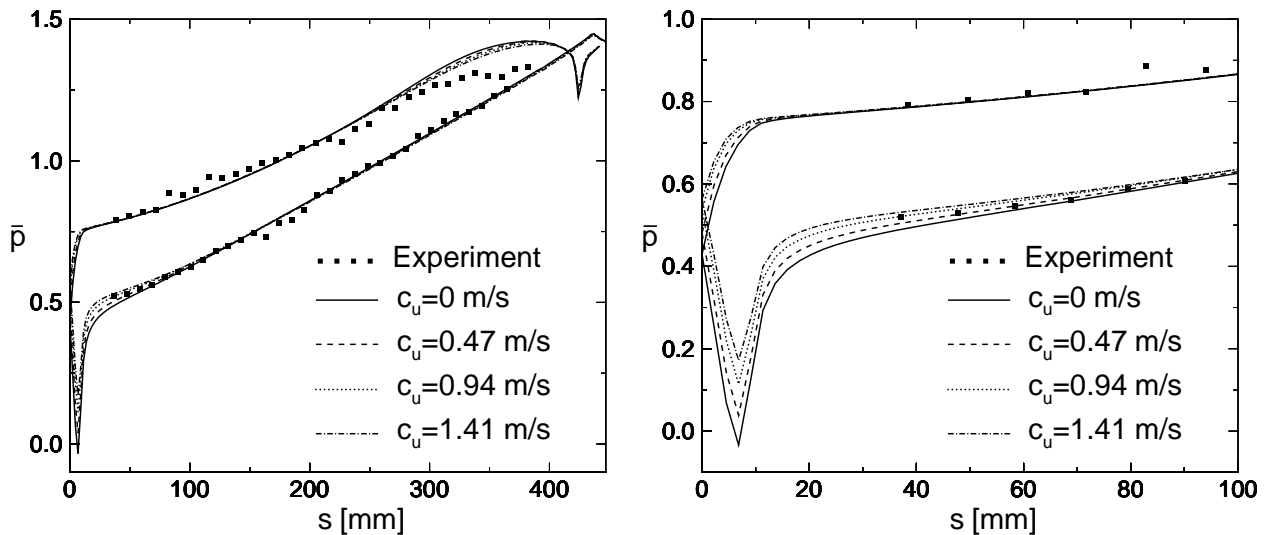 1.5
1.0
p̄
0.5
0.0
0 100 200 300 400
s [mm]
Experiment
c_u=0 m/s
c_u=0.47 m/s
c_u=0.94 m/s
c_u=1.41 m/s
1.0
0.8
p̄
0.6
0.4
0.2
0.0
0 20 40 60 80 100
s [mm]
Experiment
c_u=0 m/s
c_u=0.47 m/s
c_u=0.94 m/s
c_u=1.41 m/s